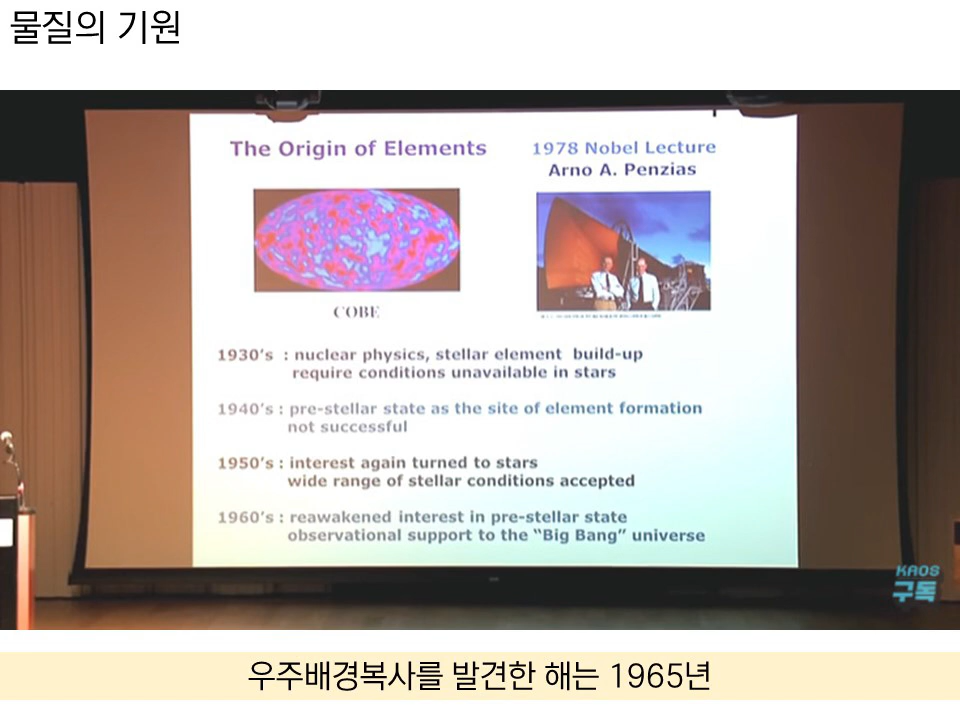 물질의 기원
The Origin of Elements
1978 Nobel Lecture
Arno A. Penzias
COBE
1930's : nuclear physics, stellar element build-up
require conditions unavailable in stars
1940's : pre-stellar state as the site of element formation
not successful
1950's : interest again turned to stars
wide range of stellar conditions accepted
1960's : reawakened interest in pre-stellar state
observational support to the “Big Bang” universe
KAOS
구독
우주배경복사를 발견한 해는 1965년